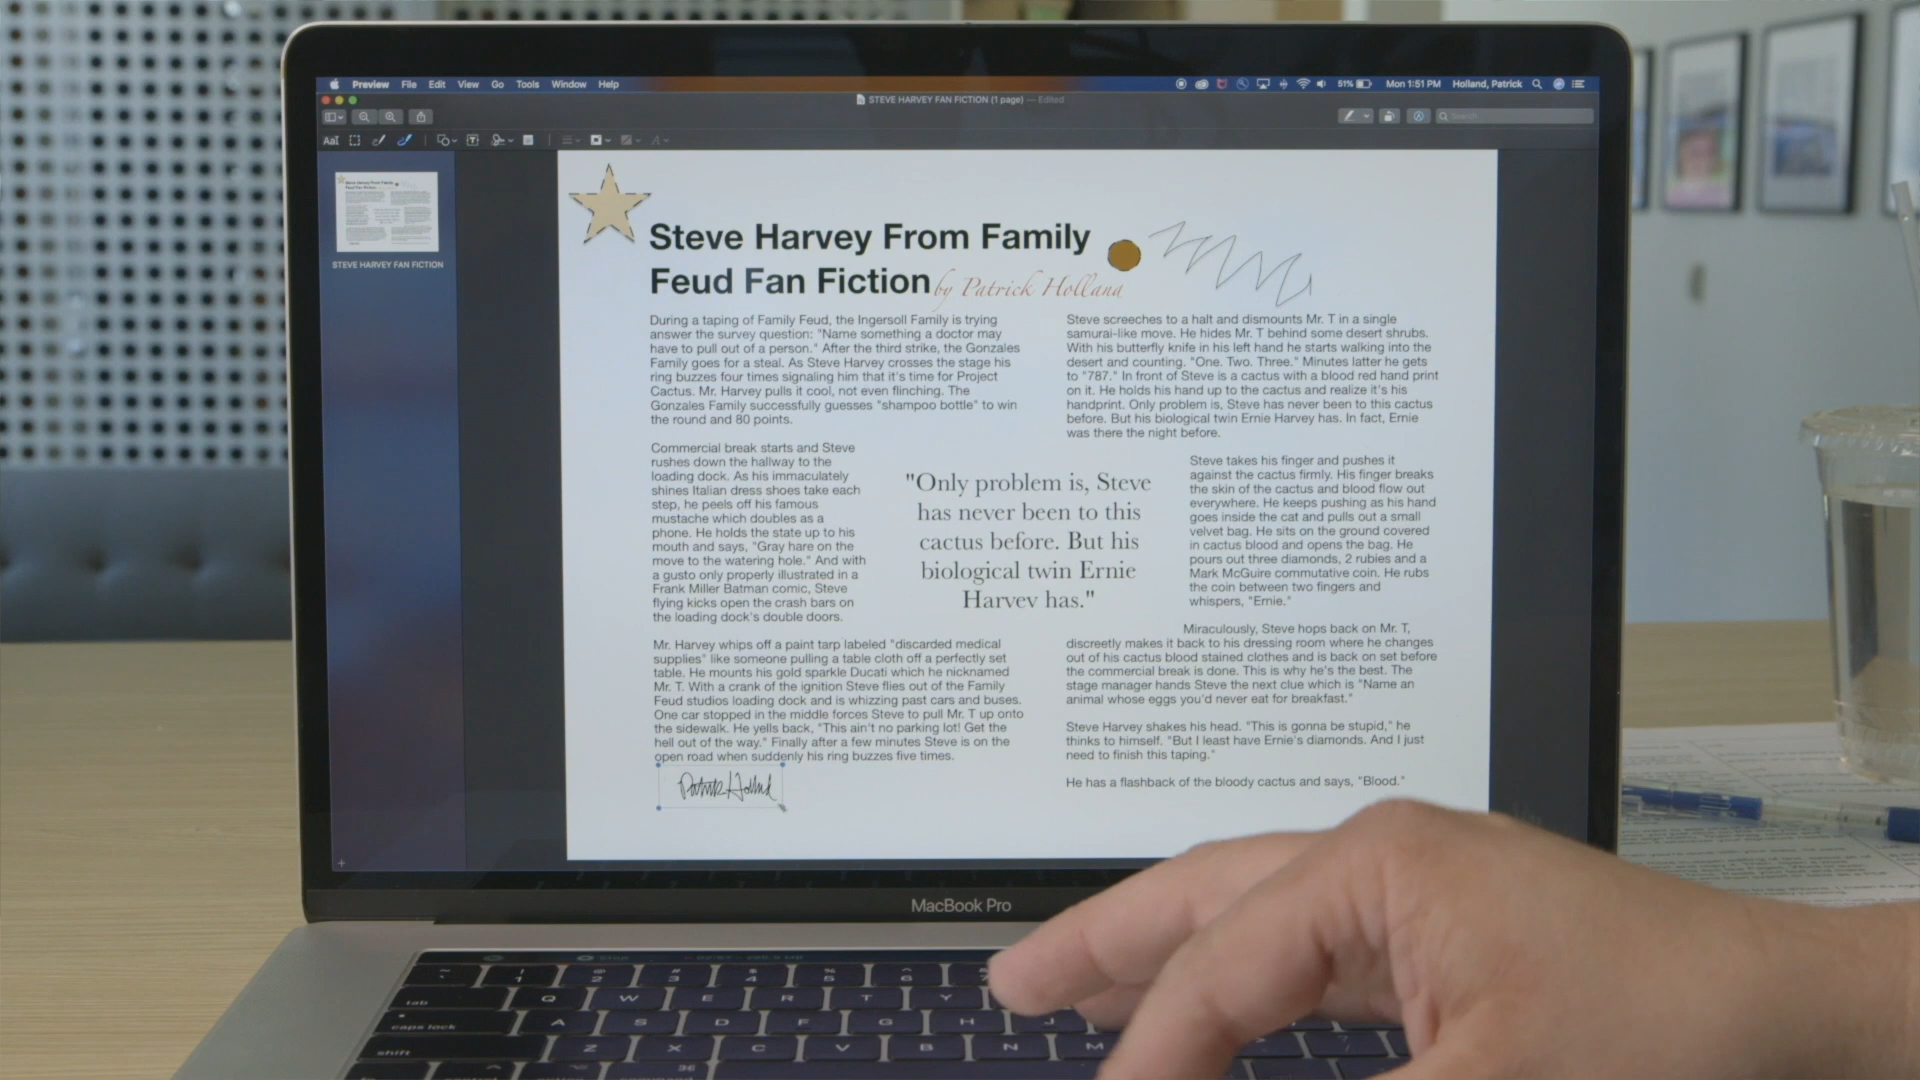 Preview File Edit View Go Tools Window Help
51% Mon 1:51 PM Holland, Patrick
STEVE HARVEY FAN FICTION (1 page) — Edited
Search
AaI
STEVE HARVEY FAN FICTION
Steve Harvey From Family
Feud Fan Fiction by Patrick Holland
During a taping of Family Feud, the Ingersoll Family is trying
answer the survey question: "Name something a doctor may
have to pull out of a person." After the third strike, the Gonzales
Family goes for a steal. As Steve Harvey crosses the stage his
ring buzzes four times signaling him that it's time for Project
Cactus. Mr. Harvey pulls it cool, not even flinching. The
Gonzales Family successfully guesses "shampoo bottle" to win
the round and 80 points.
Commercial break starts and Steve
rushes down the hallway to the
loading dock. As his immaculately
shines Italian dress shoes take each
step, he peels off his famous
mustache which doubles as a
phone. He holds the state up to his
mouth and says, "Gray hare on the
move to the watering hole." And with
a gusto only properly illustrated in a
Frank Miller Batman comic, Steve
flying kicks open the crash bars on
the loading dock's double doors.
Mr. Harvey whips off a paint tarp labeled "discarded medical
supplies" like someone pulling a table cloth off a perfectly set
table. He mounts his gold sparkle Ducati which he nicknamed
Mr. T. With a crank of the ignition Steve flies out of the Family
Feud studios loading dock and is whizzing past cars and buses.
One car stopped in the middle forces Steve to pull Mr. T up onto
the sidewalk. He yells back, "This ain't no parking lot! Get the
hell out of the way." Finally after a few minutes Steve is on the
open road when suddenly his ring buzzes five times.
Patrick Holland
"Only problem is, Steve
has never been to this
cactus before. But his
biological twin Ernie
Harvey has."
Steve screeches to a halt and dismounts Mr. T in a single
samurai-like move. He hides Mr. T behind some desert shrubs.
With his butterfly knife in his left hand he starts walking into the
desert and counting. "One. Two. Three." Minutes latter he gets
to "787." In front of Steve is a cactus with a blood red hand print
on it. He holds his hand up to the cactus and realize it's his
handprint. Only problem is, Steve has never been to this cactus
before. But his biological twin Ernie Harvey has. In fact, Ernie
was there the night before.
Steve takes his finger and pushes it
against the cactus firmly. His finger breaks
the skin of the cactus and blood flow out
everywhere. He keeps pushing as his hand
goes inside the cat and pulls out a small
velvet bag. He sits on the ground covered
in cactus blood and opens the bag. He
pours out three diamonds, 2 rubies and a
Mark McGuire commutative coin. He rubs
the coin between two fingers and
whispers, "Ernie."
Miraculously, Steve hops back on Mr. T,
discreetly makes it back to his dressing room where he changes
out of his cactus blood stained clothes and is back on set before
the commercial break is done. This is why he's the best. The
stage manager hands Steve the next clue which is "Name an
animal whose eggs you'd never eat for breakfast."
Steve Harvey shakes his head. "This is gonna be stupid," he
thinks to himself. "But I least have Ernie's diamonds. And I just
need to finish this taping."
He has a flashback of the bloody cactus and says, "Blood."
MacBook Pro
1 2 3 4 5 6 7
tab Q W E R T Y
caps lock A S D F G H J
shift Z X C V B N M